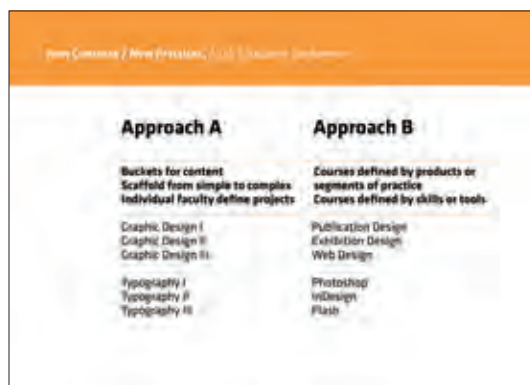 New Contexts / New Practices,
Approach A
Buckets for content
Scaffold from simple to complex
Individual faculty define projects
Graphic Design I
Graphic Design II
Graphic Design III
Typography I
Typography II
Typography III
Approach B
Courses defined by products or
segments of practice
Courses defined by skills or tools
Publication Design
Exhibition Design
Web Design
Photoshop
InDesign
Flash